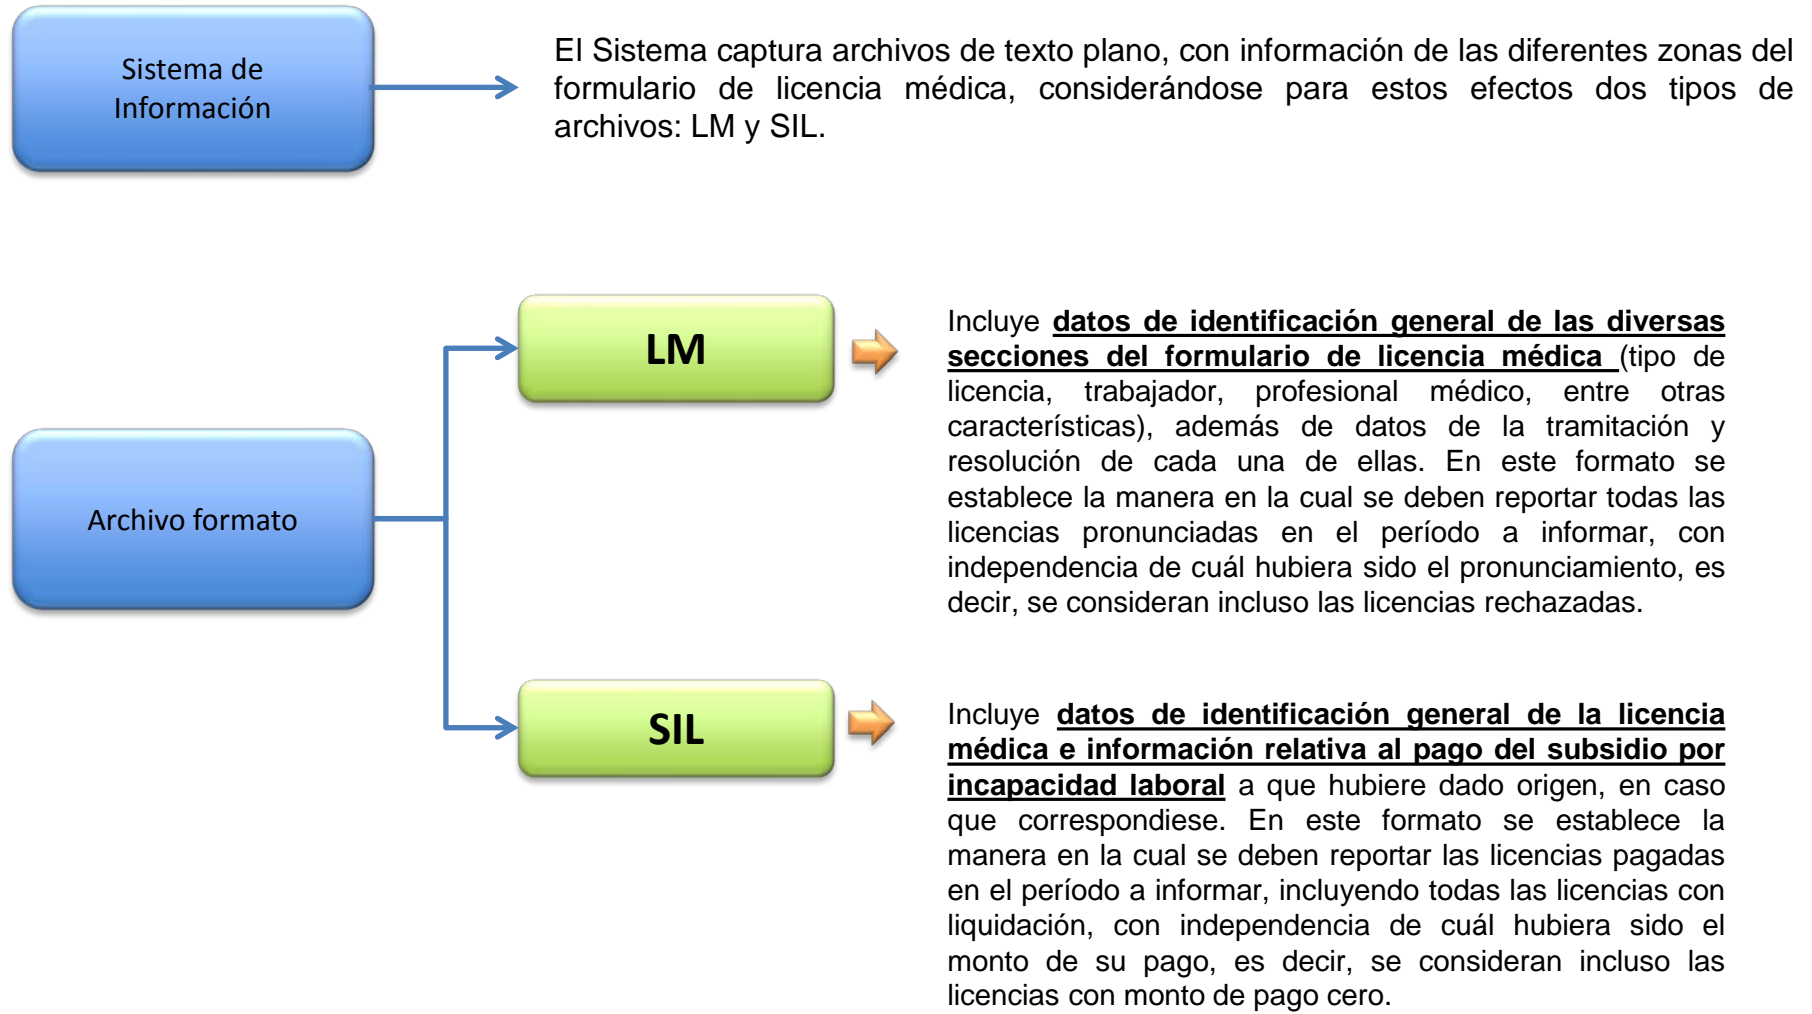 Sistema de
Información
El Sistema captura archivos de texto plano, con información de las diferentes zonas del
formulario de licencia médica, considerándose para estos efectos dos tipos de
archivos: LM y SIL.
Archivo formato
LM
Incluye datos de identificación general de las diversas
secciones del formulario de licencia médica (tipo de
licencia, trabajador, profesional médico, entre otras
características), además de datos de la tramitación y
resolución de cada una de ellas. En este formato se
establece la manera en la cual se deben reportar todas las
licencias pronunciadas en el período a informar, con
independencia de cuál hubiera sido el pronunciamiento, es
decir, se consideran incluso las licencias rechazadas.
SIL
Incluye datos de identificación general de la licencia
médica e información relativa al pago del subsidio por
incapacidad laboral a que hubiere dado origen, en caso
que correspondiese. En este formato se establece la
manera en la cual se deben reportar las licencias pagadas
en el período a informar, incluyendo todas las licencias con
liquidación, con independencia de cuál hubiera sido el
monto de su pago, es decir, se consideran incluso las
licencias con monto de pago cero.